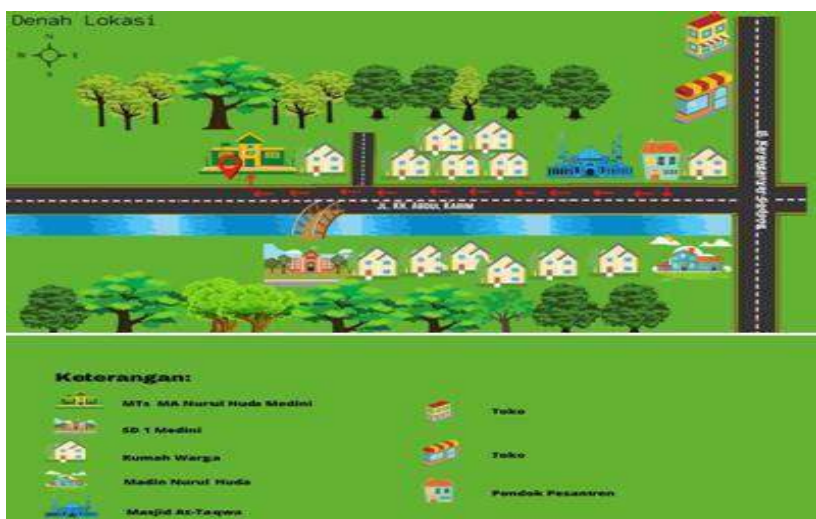 Denah Lokasi
N
S
JL. KH. ABDUL KARIM
Keterangan:
MTs MA Nurul Huda Medini
SD 1 Medini
Rumah Warga
Madin Nurul Huda
Masjid At-Taqwa
Toko
Toko
Pondok Pesantren